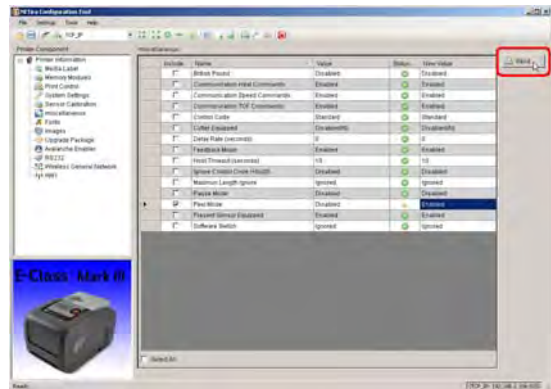 NETira Configuration Tool
File Settings Tools Help
TCP_IP
Printer Component
Miscellaneous
Printer Information
Media Label
Memory Modules
Print Control
System Settings
Sensor Calibration
Miscellaneous
Fonts
Images
Upgrade Package
Avalanche Enabler
RS232
Wireless General Network
WiFi
Include Name Value Status New Value
British Pound Disabled Disabled
Communication Heat Commands Enabled Enabled
Communication Speed Commands Enabled Enabled
Communication TOF Commands Enabled Enabled
Control Code Standard Standard
Cutter Equipped
Delay Rate (seconds) 0 0
Feedback Mode Enabled Enabled
Host Timeout (seconds) 10 10
Ignore Control Code Disabled Disabled
Maximum Length Ignore Ignored Ignored
Pause Mode Disabled Disabled
Peel Mode Disabled Enabled
Present Sensor Equipped Enabled Enabled
Software Switch Ignored Ignored
Send
E-Class Mark III
Select All
Ready